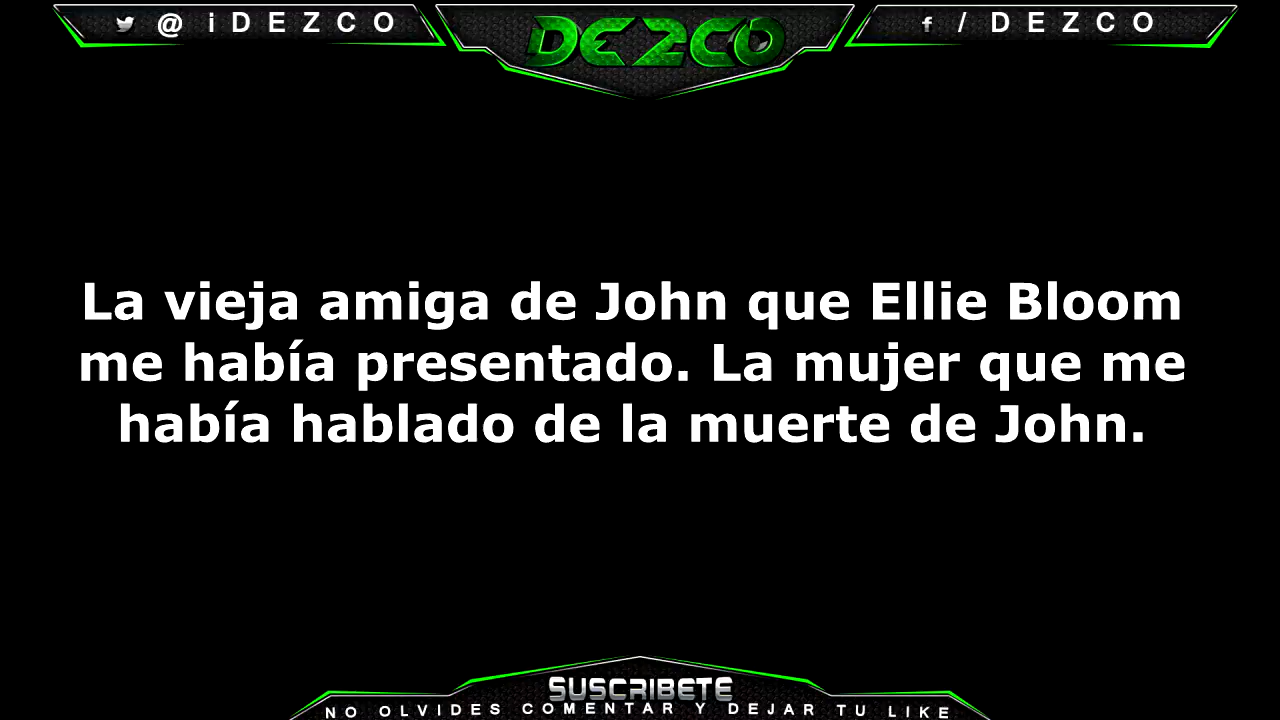 @iDEZCO
DEZCO
f / DEZCO
La vieja amiga de John que Ellie Bloom
me había presentado. La mujer que me
había hablado de la muerte de John.
SUSCRIBETE
NO OLVIDES COMENTAR Y DEJAR TU LIKE